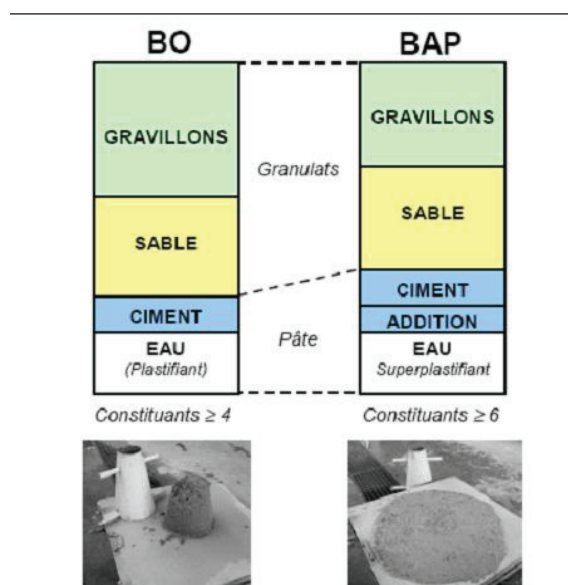 BO
BAP
GRAVILLONS
GRAVILLONS
Granulats
SABLE
SABLE
CIMENT
CIMENT
ADDITION
EAU
(Plastifiant)
Pâte
EAU
Superplastifiant
Constituants ≥ 4
Constituants ≥ 6